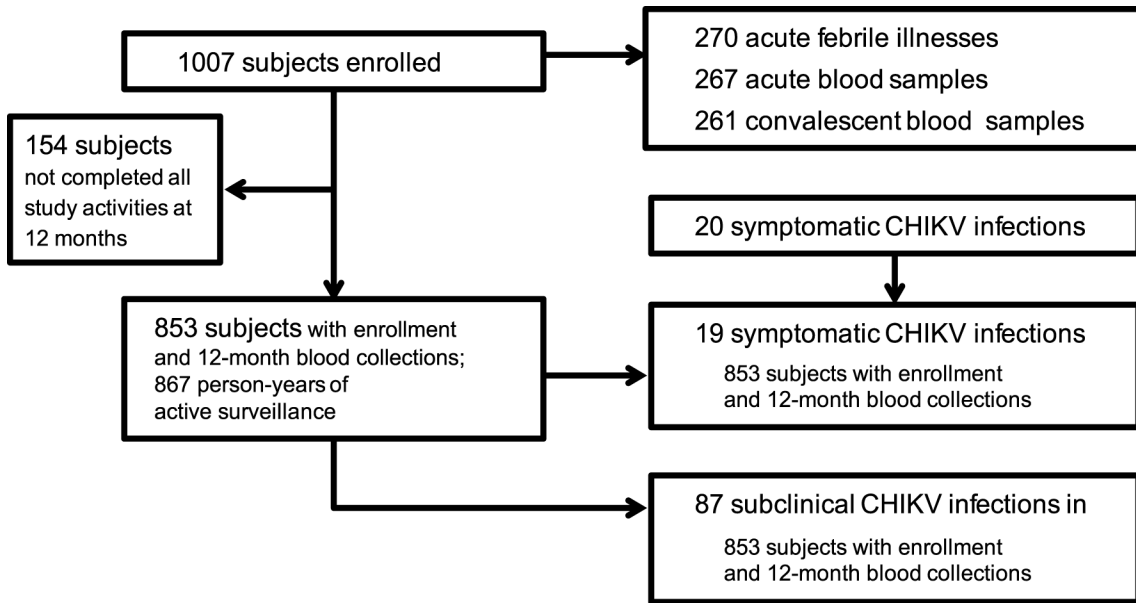 1007 subjects enrolled
270 acute febrile illnesses
267 acute blood samples
261 convalescent blood samples
154 subjects
not completed all
study activities at
12 months
20 symptomatic CHIKV infections
853 subjects with enrollment
and 12-month blood collections;
867 person-years of
active surveillance
19 symptomatic CHIKV infections
853 subjects with enrollment
and 12-month blood collections
87 subclinical CHIKV infections in
853 subjects with enrollment
and 12-month blood collections